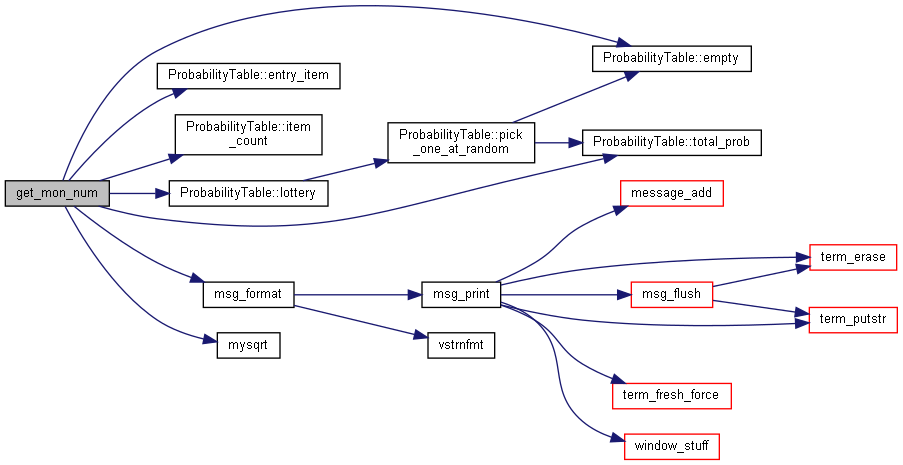 ProbabilityTable::empty
ProbabilityTable::entry_item
ProbabilityTable::item
_count
ProbabilityTable::pick
_one_at_random
ProbabilityTable::total_prob
get_mon_num
ProbabilityTable::lottery
message_add
term_erase
msg_format
msg_print
msg_flush
term_putstr
mysqrt
vstrnfmt
term_fresh_force
window_stuff